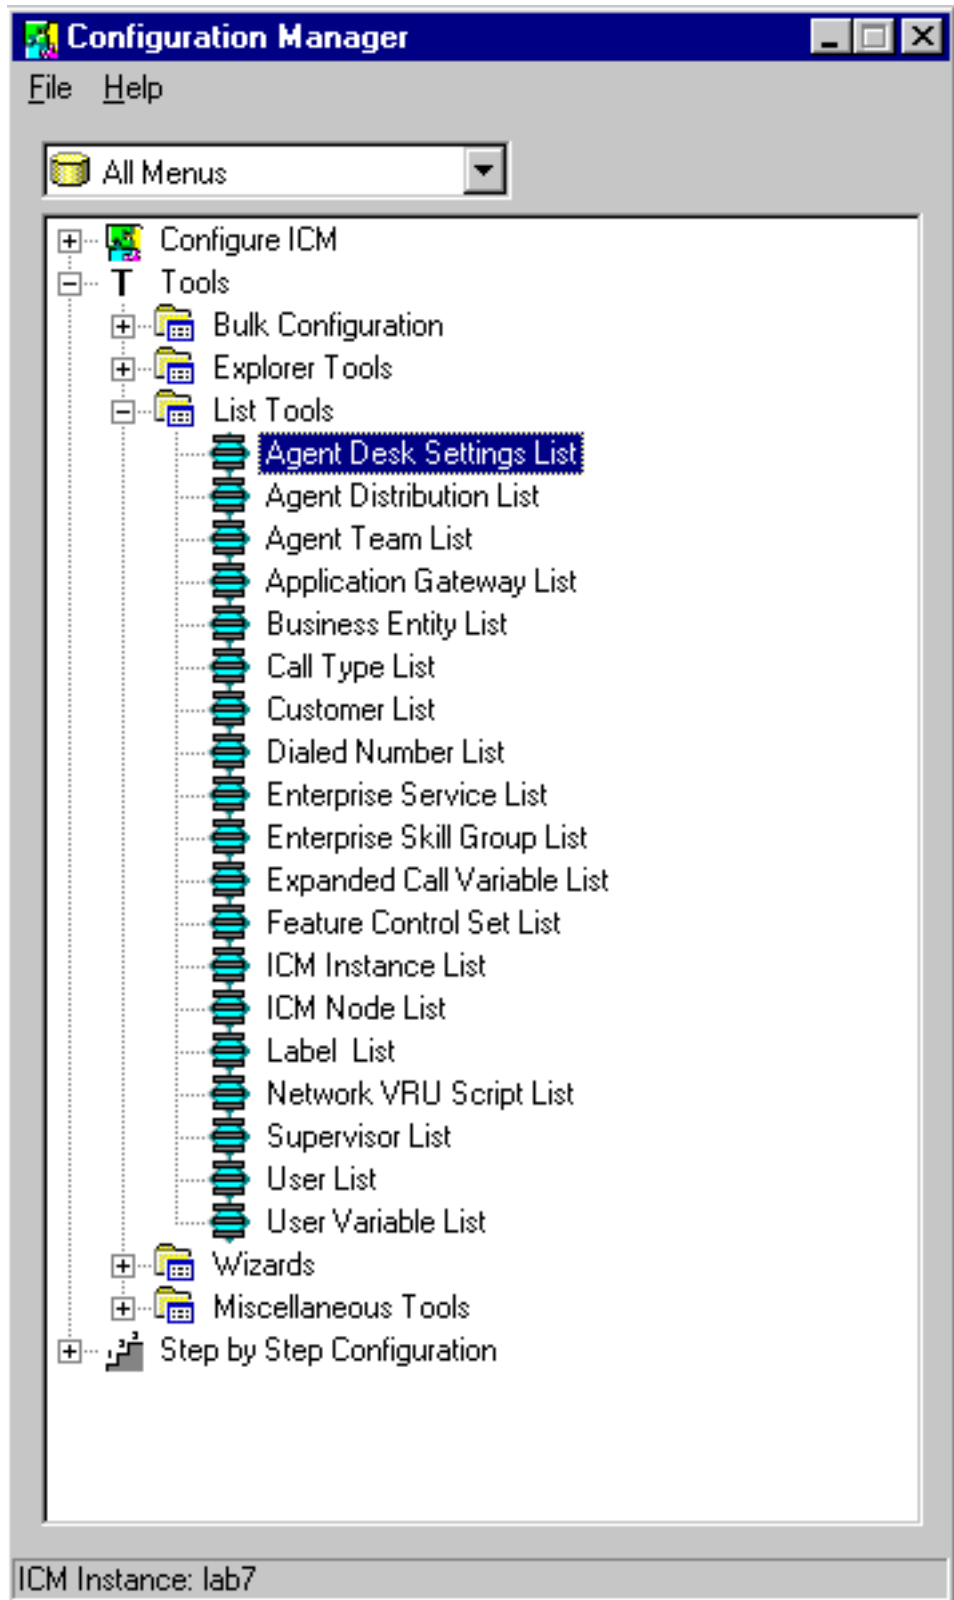 Configuration Manager
File Help
All Menus
Configure ICM
T Tools
Bulk Configuration
Explorer Tools
List Tools
Agent Desk Settings List
Agent Distribution List
Agent Team List
Application Gateway List
Business Entity List
Call Type List
Customer List
Dialed Number List
Enterprise Service List
Enterprise Skill Group List
Expanded Call Variable List
Feature Control Set List
ICM Instance List
ICM Node List
Label  List
Network VRU Script List
Supervisor List
User List
User Variable List
Wizards
Miscellaneous Tools
Step by Step Configuration
ICM Instance: lab7